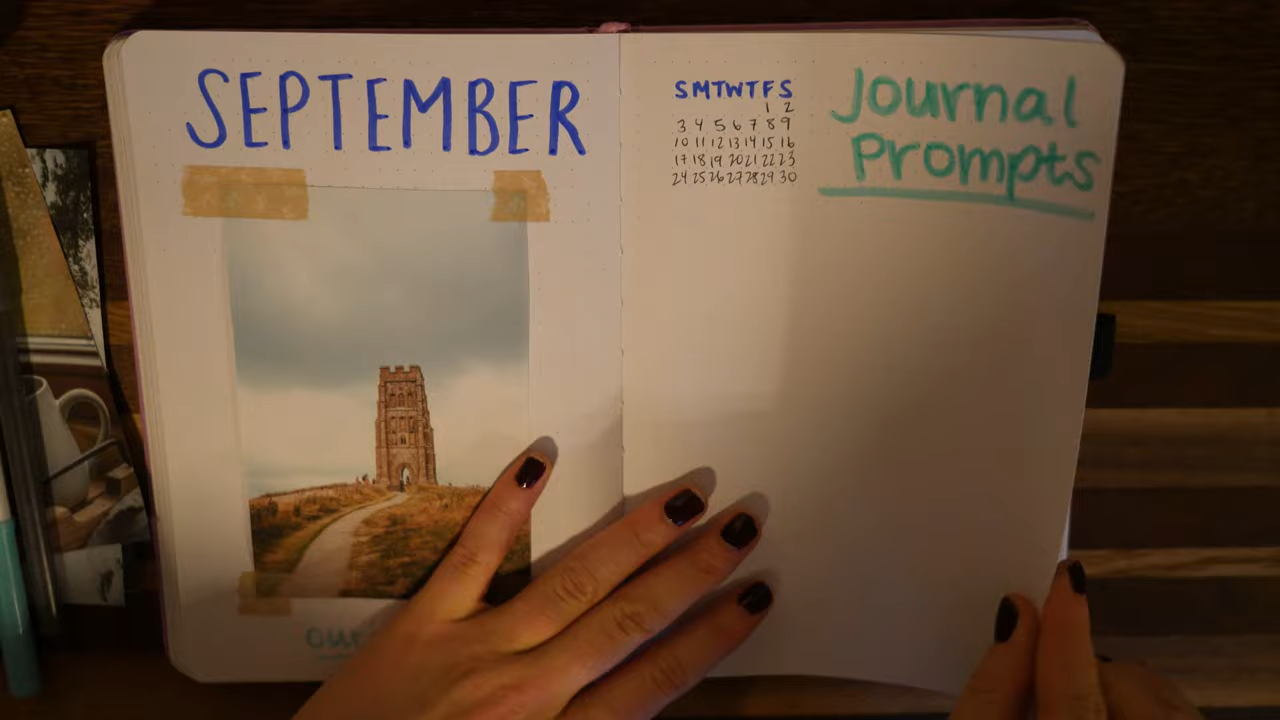 SEPTEMBER
SMTWTFS
1 2
3 4 5 6 7 8 9
10 11 12 13 14 15 16
17 18 19 20 21 22 23
24 25 26 27 28 29 30
Journal
Prompts